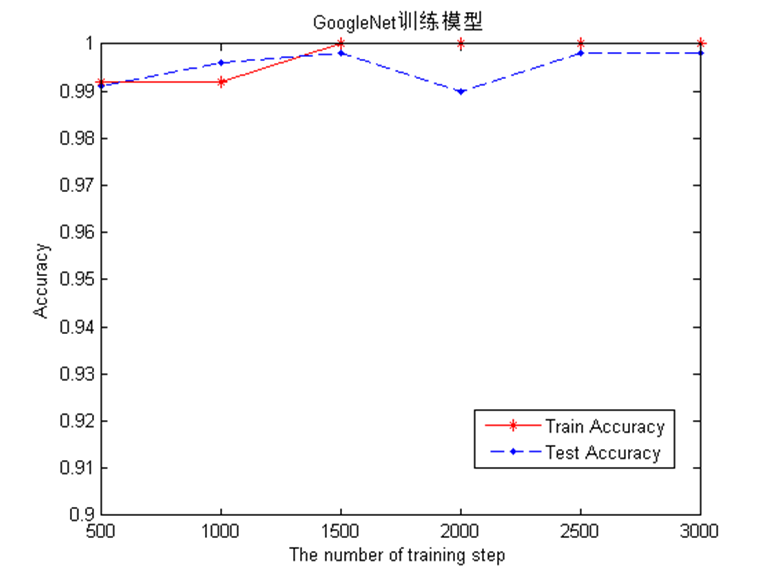 GoogleNet训练模型
1
0.99
0.98
0.97
0.96
0.95
0.94
0.93
0.92
0.91
0.9
Accuracy
Train Accuracy
Test Accuracy
500 1000 1500 2000 2500 3000
The number of training step